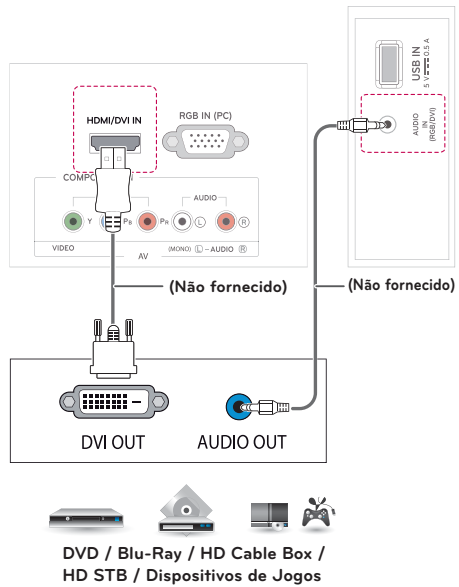 HDMI/DVI IN
RGB IN (PC)
USB IN
5 V 0.5 A
AUDIO
IN
(RGB/DVI)
AUDIO
Y PB PR L R
VIDEO
AV
(MONO) L - AUDIO R
(Não fornecido)
(Não fornecido)
DVI OUT
AUDIO OUT
DVD / Blu-Ray / HD Cable Box /
HD STB / Dispositivos de Jogos